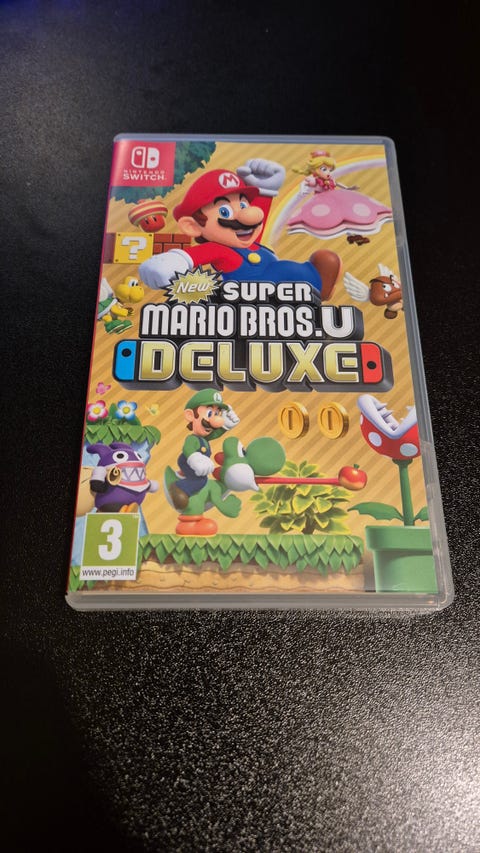 NINTENDO
SWITCH
New SUPER
MARIO BROS. U
DELUXE
3
www.pegi.info